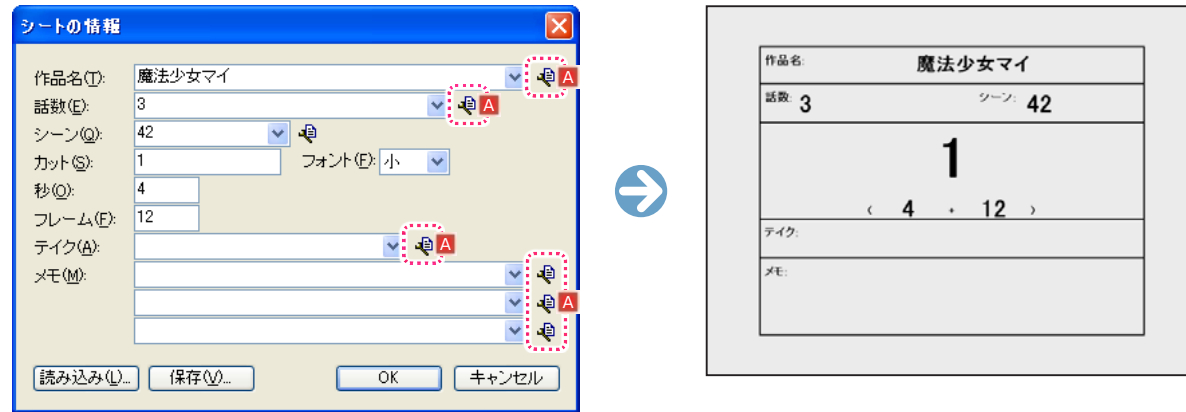 シートの情報
作品名(T): 魔法少女マイ A
話数(E): 3 A
シーン(Q): 42
カット(S): 1 フォント(F): 小
秒(O): 4
フレーム(F): 12
テイク(A): A
メモ(M):
A
読み込み(L)... 保存(V)... OK キャンセル
作品名: 魔法少女マイ
話数: 3 シーン: 42
1
( 4 + 12 )
テイク:
メモ: